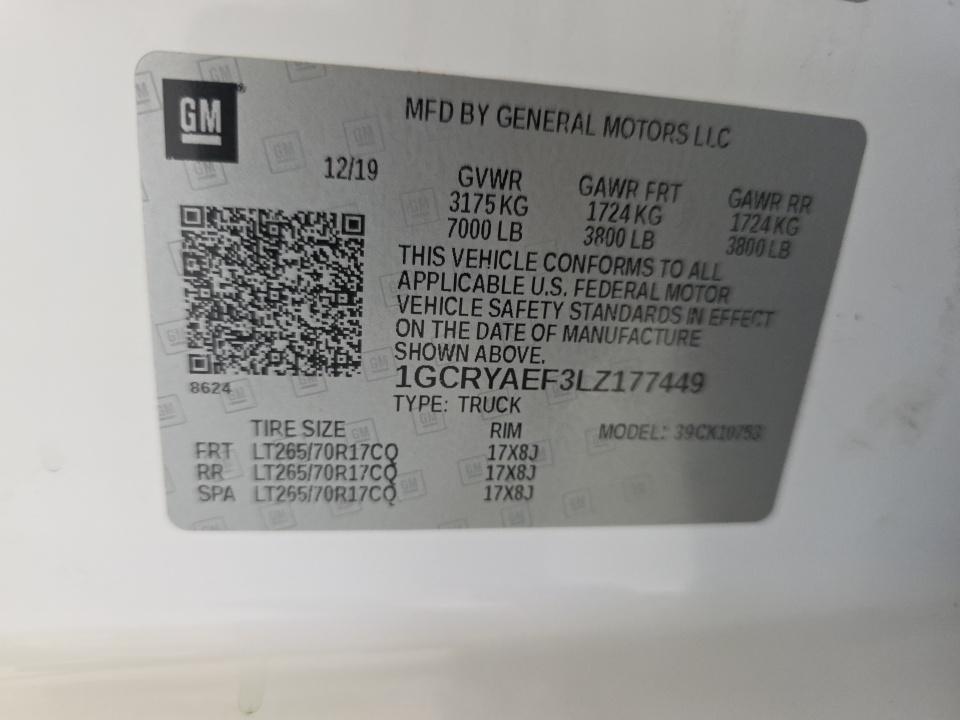 GM
MFD BY GENERAL MOTORS LLC
12/19
GVWR
3175 KG
7000 LB
GAWR FRT
1724 KG
3800 LB
GAWR RR
1724 KG
3800 LB
THIS VEHICLE CONFORMS TO ALL
APPLICABLE U.S. FEDERAL MOTOR
VEHICLE SAFETY STANDARDS IN EFFECT
ON THE DATE OF MANUFACTURE
SHOWN ABOVE.
8624
1GCRYAEF3LZ177449
TYPE: TRUCK
TIRE SIZE RIM MODEL: 39CK10753
FRT LT265/70R17CQ 17X8J
RR LT265/70R17CQ 17X8J
SPA LT265/70R17CQ 17X8J